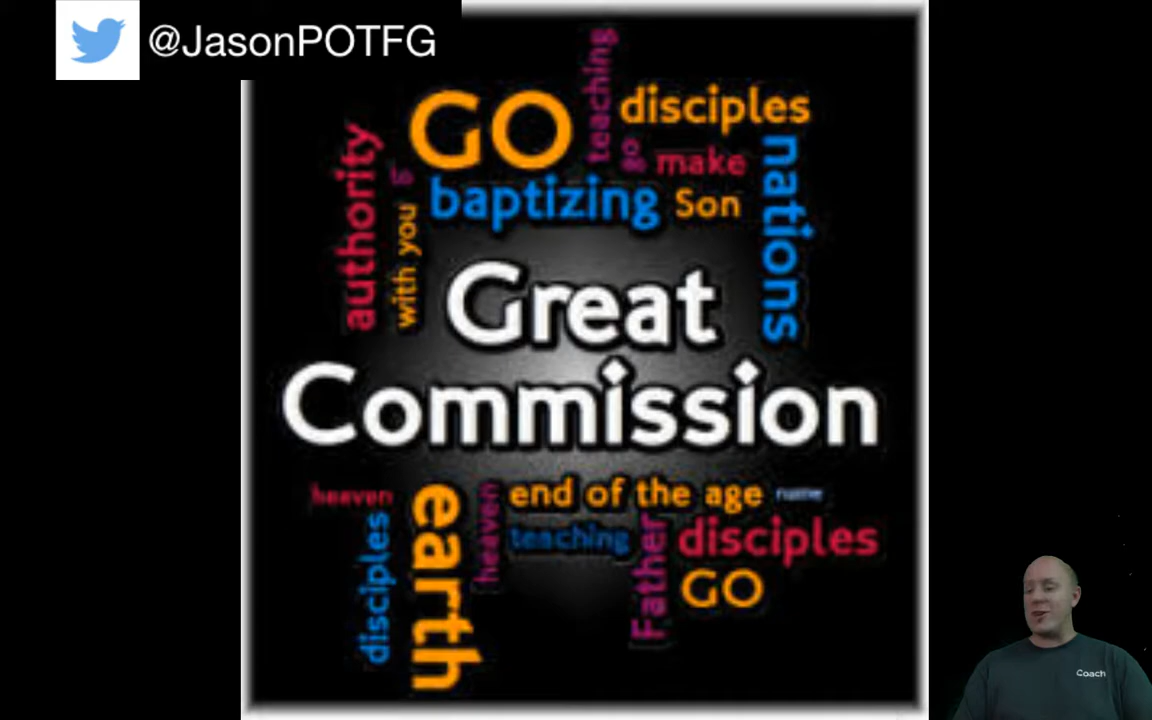 @JasonPOTFG
teaching
GO
disciples
authority
go
make
nations
with you
baptizing
Son
Great
Commission
heaven
earth
heaven
end of the age
name
disciples
teaching
Father
disciples
GO
Coach